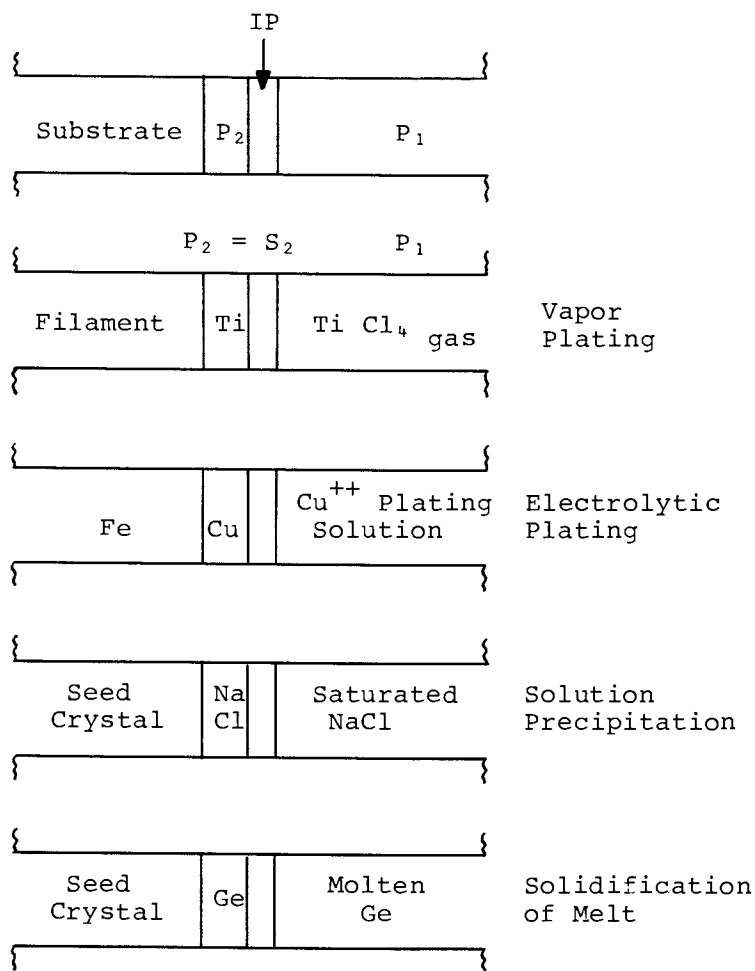 IP
Substrate P₂ P₁
P₂ = S₂ P₁
Filament Ti Ti Cl₄ gas
Vapor
Plating
Fe Cu
Cu⁺⁺ Plating
Solution
Electrolytic
Plating
Seed
Crystal
Na
Cl
Saturated
NaCl
Solution
Precipitation
Seed
Crystal
Ge
Molten
Ge
Solidification
of Melt